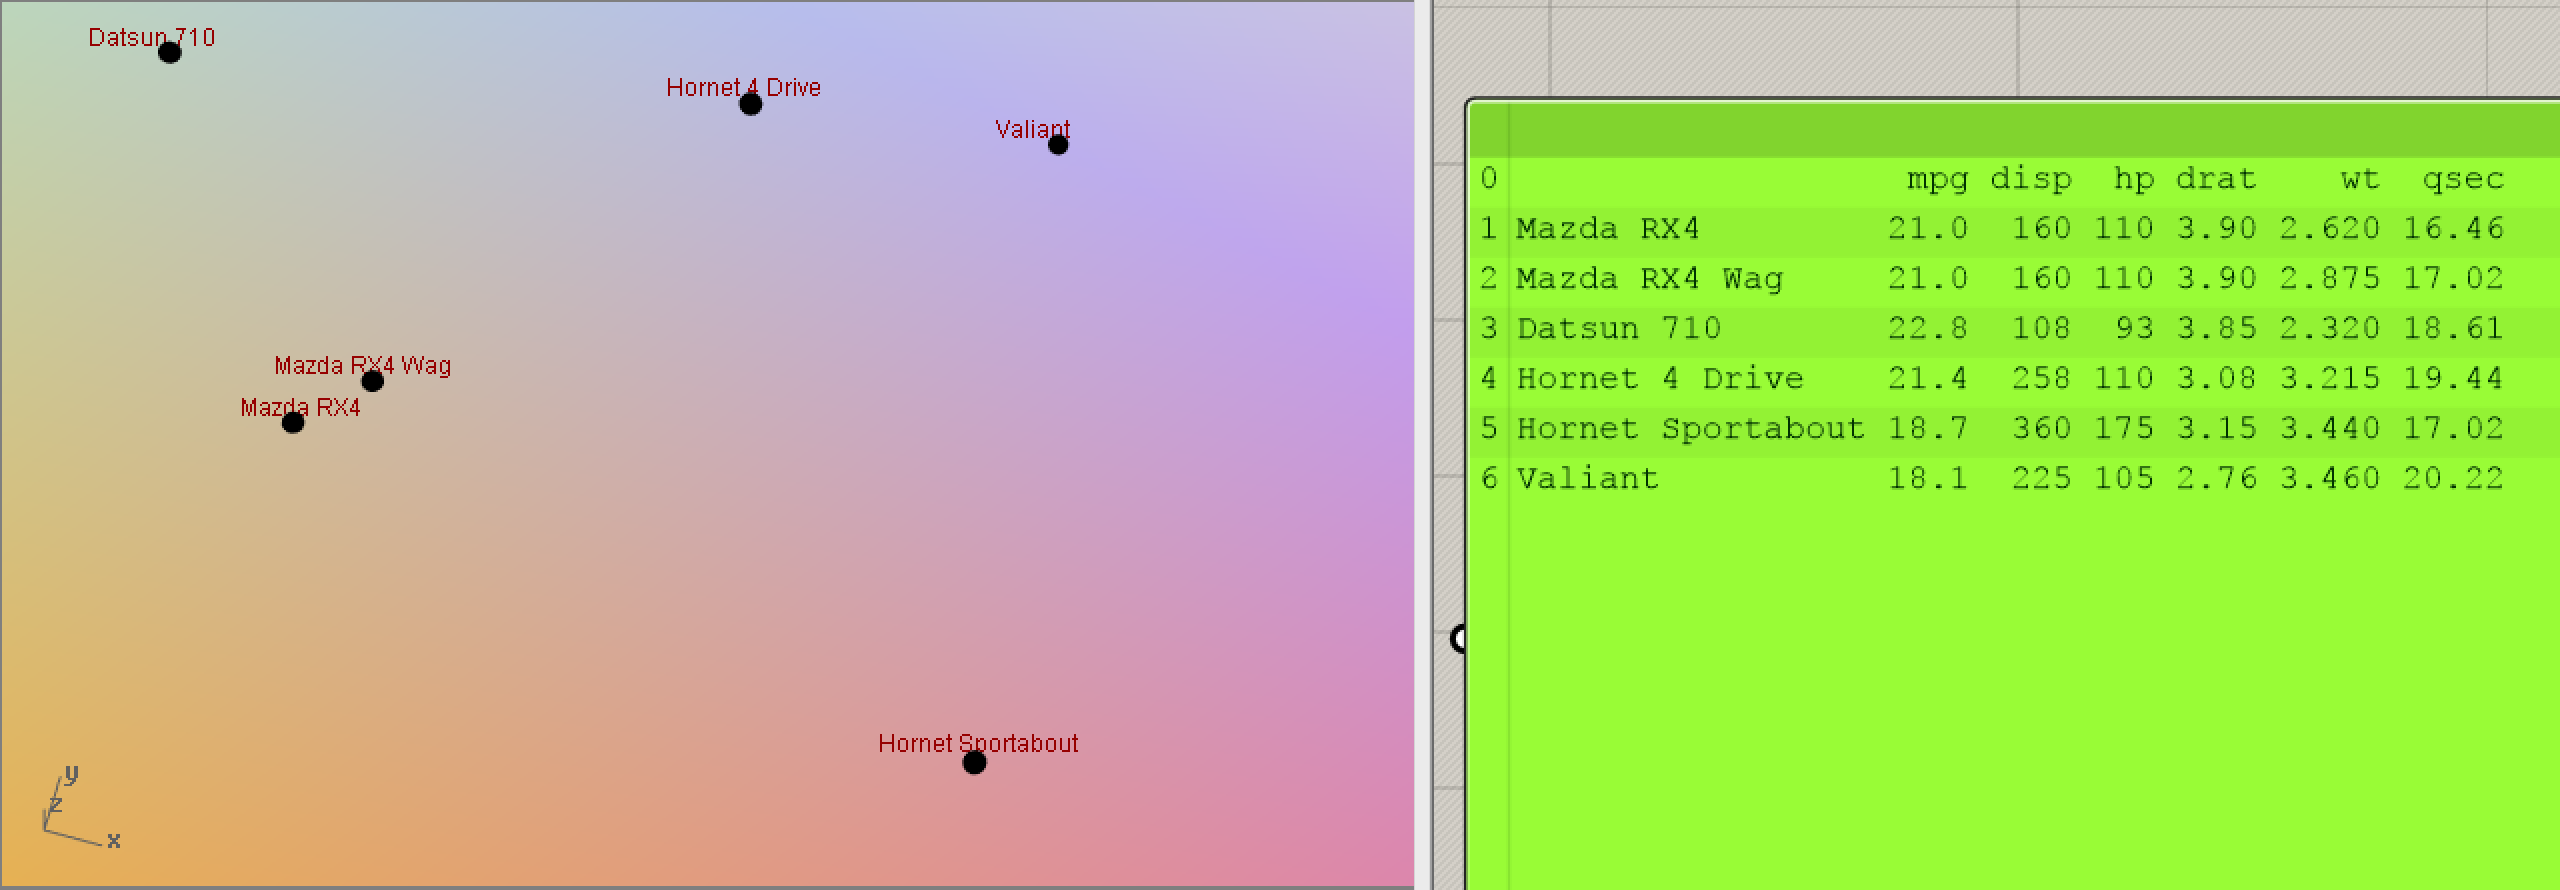 Datsun 710
Hornet 4 Drive
Valiant
Mazda RX4 Wag
Mazda RX4
Hornet Sportabout
y
z
x
0 mpg disp hp drat wt qsec
1 Mazda RX4 21.0 160 110 3.90 2.620 16.46
2 Mazda RX4 Wag 21.0 160 110 3.90 2.875 17.02
3 Datsun 710 22.8 108 93 3.85 2.320 18.61
4 Hornet 4 Drive 21.4 258 110 3.08 3.215 19.44
5 Hornet Sportabout 18.7 360 175 3.15 3.440 17.02
6 Valiant 18.1 225 105 2.76 3.460 20.22